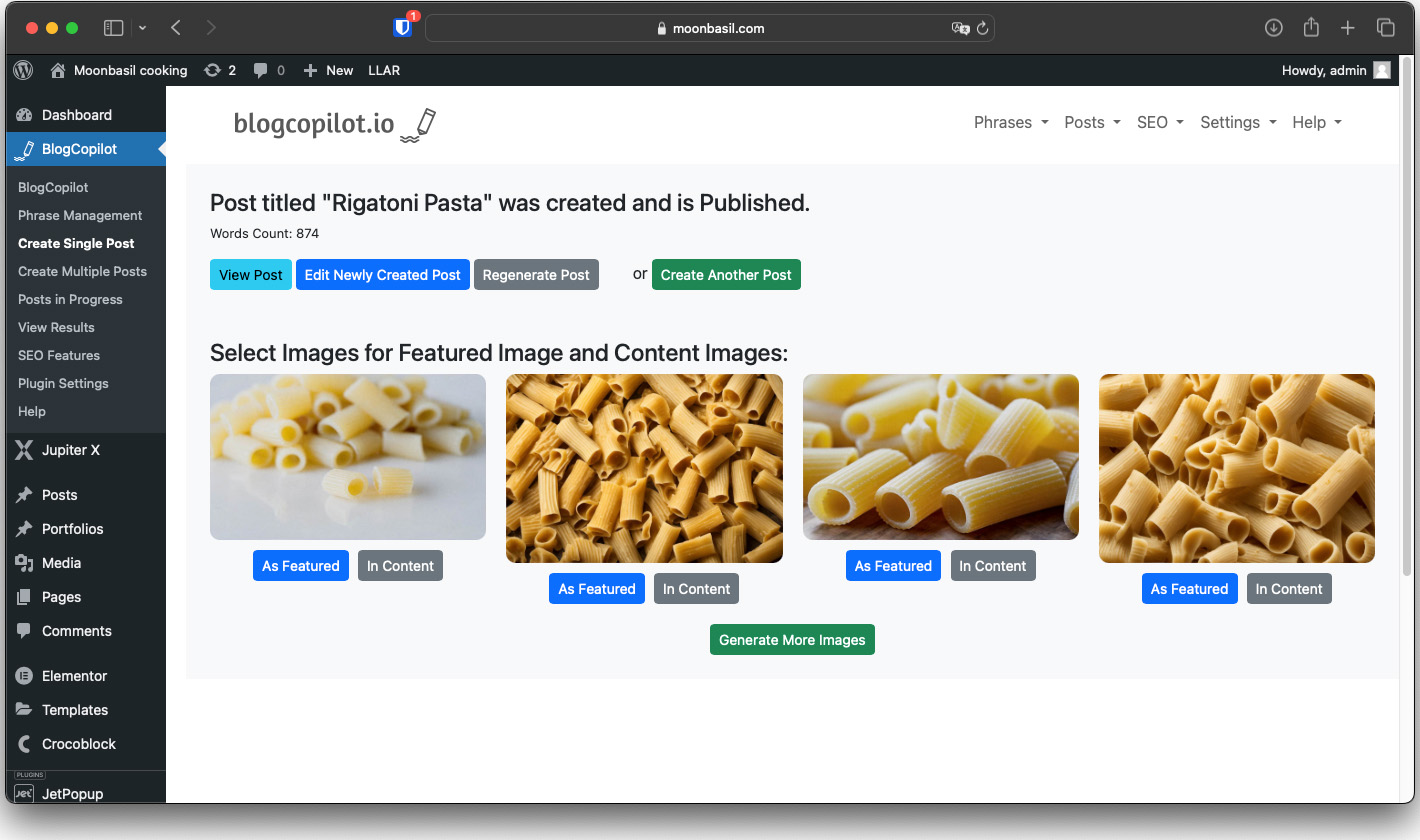 1
moonbasil.com
Moonbasil cooking 2 0 New LLAR Howdy, admin
Dashboard
BlogCopilot
BlogCopilot
Phrase Management
Create Single Post
Create Multiple Posts
Posts in Progress
View Results
SEO Features
Plugin Settings
Help
Jupiter X
Posts
Portfolios
Media
Pages
Comments
Elementor
Templates
Crocoblock
PLUGINS
Jet JetPopup
blogcopilot.io
Phrases Posts SEO Settings Help
Post titled "Rigatoni Pasta" was created and is Published.
Words Count: 874
View Post Edit Newly Created Post Regenerate Post or Create Another Post
Select Images for Featured Image and Content Images:
As Featured In Content
As Featured In Content
As Featured In Content
As Featured In Content
Generate More Images